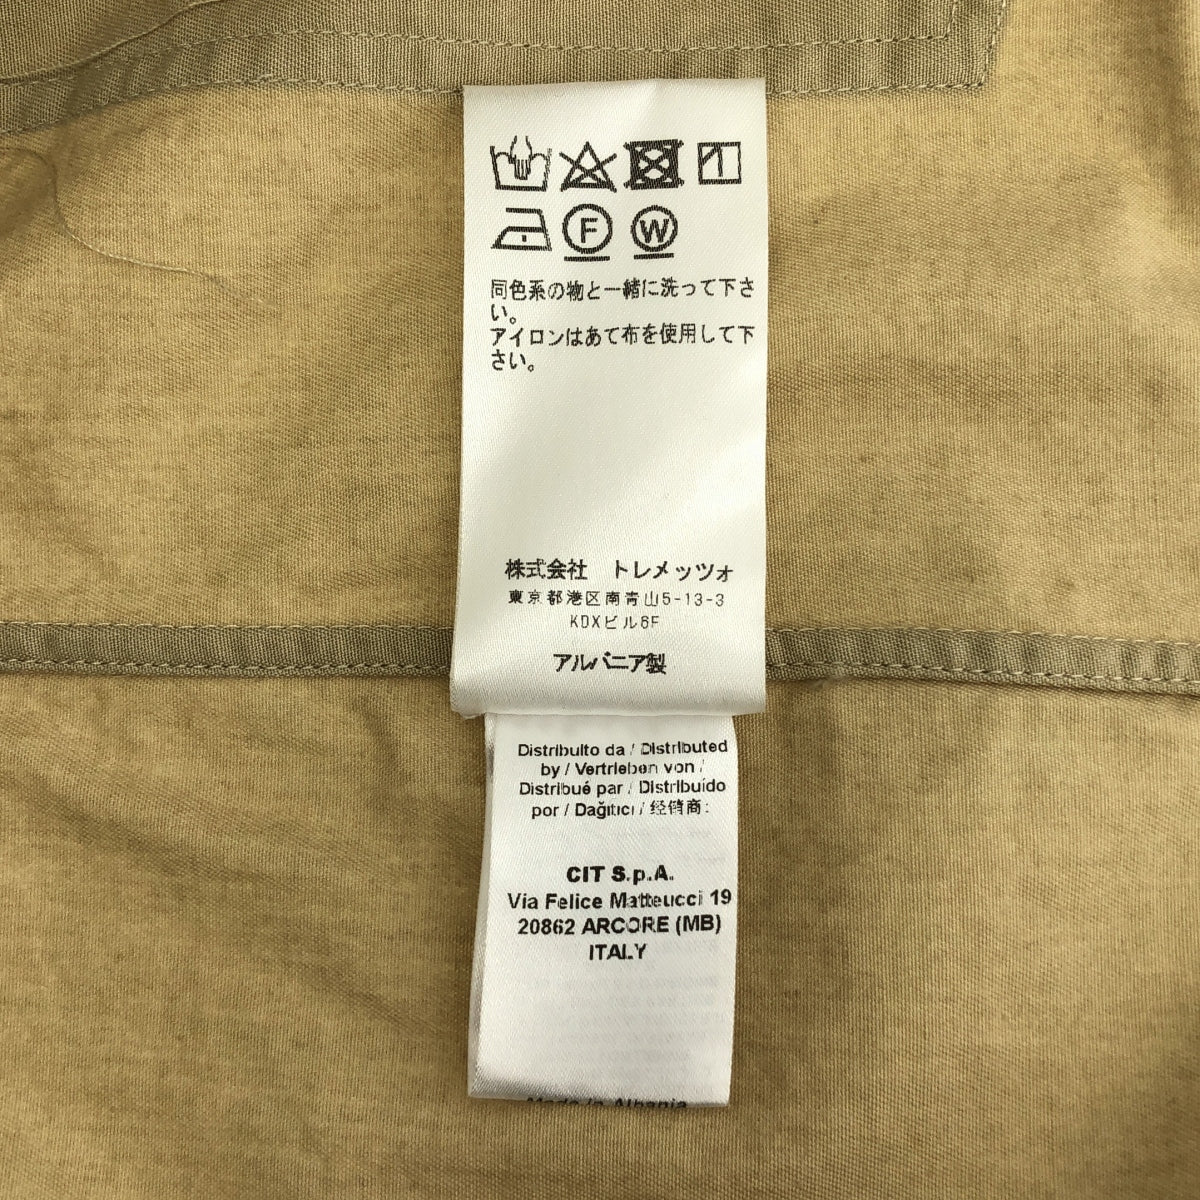 F
W
同色系の物と一緒に洗って下さ
い。
アイロンはあて布を使用して下
さい。
株式会社　トレメッツォ
東京都港区南青山5-13-3
KDXビル6F
アルバニア製
Distribuito da / Distributed
by / Vertrieben von /
Distribué par / Distribuído
por / Dağıtıcı / 经销商:
CIT S.p.A.
Via Felice Matteucci 19
20862 ARCORE (MB)
ITALY
Made in Albania